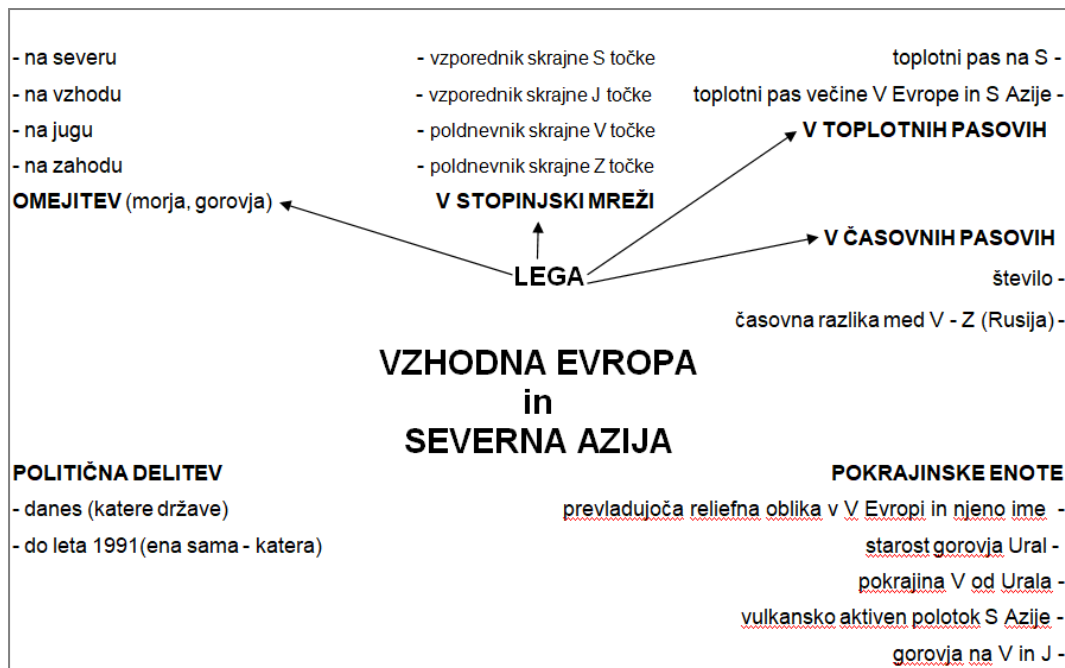 - na severu
- na vzhodu
- na jugu
- na zahodu
OMEJITEV (morja, gorovja)
- vzporednik skrajne S točke
- vzporednik skrajne J točke
- poldnevnik skrajne V točke
- poldnevnik skrajne Z točke
V STOPINJSKI MREŽI
toplotni pas na S -
toplotni pas večine V Evrope in S Azije -
V TOPLOTNIH PASOVIH
V ČASOVNIH PASOVIH
število -
časovna razlika med V - Z (Rusija) -
LEGA
VZHODNA EVROPA
in
SEVERNA AZIJA
POLITIČNA DELITEV
- danes (katere države)
- do leta 1991(ena sama - katera)
POKRAJINSKE ENOTE
prevladujoča reliefna oblika v V Evropi in njeno ime -
starost gorovja Ural -
pokrajina V od Urala -
vulkansko aktiven polotok S Azije -
gorovja na V in J -